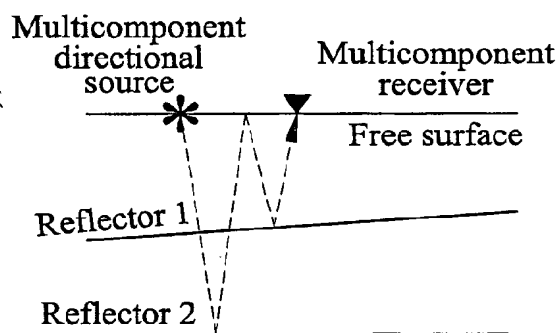 Multicomponent
directional
source
Multicomponent
receiver
Free surface
Reflector 1
Reflector 2